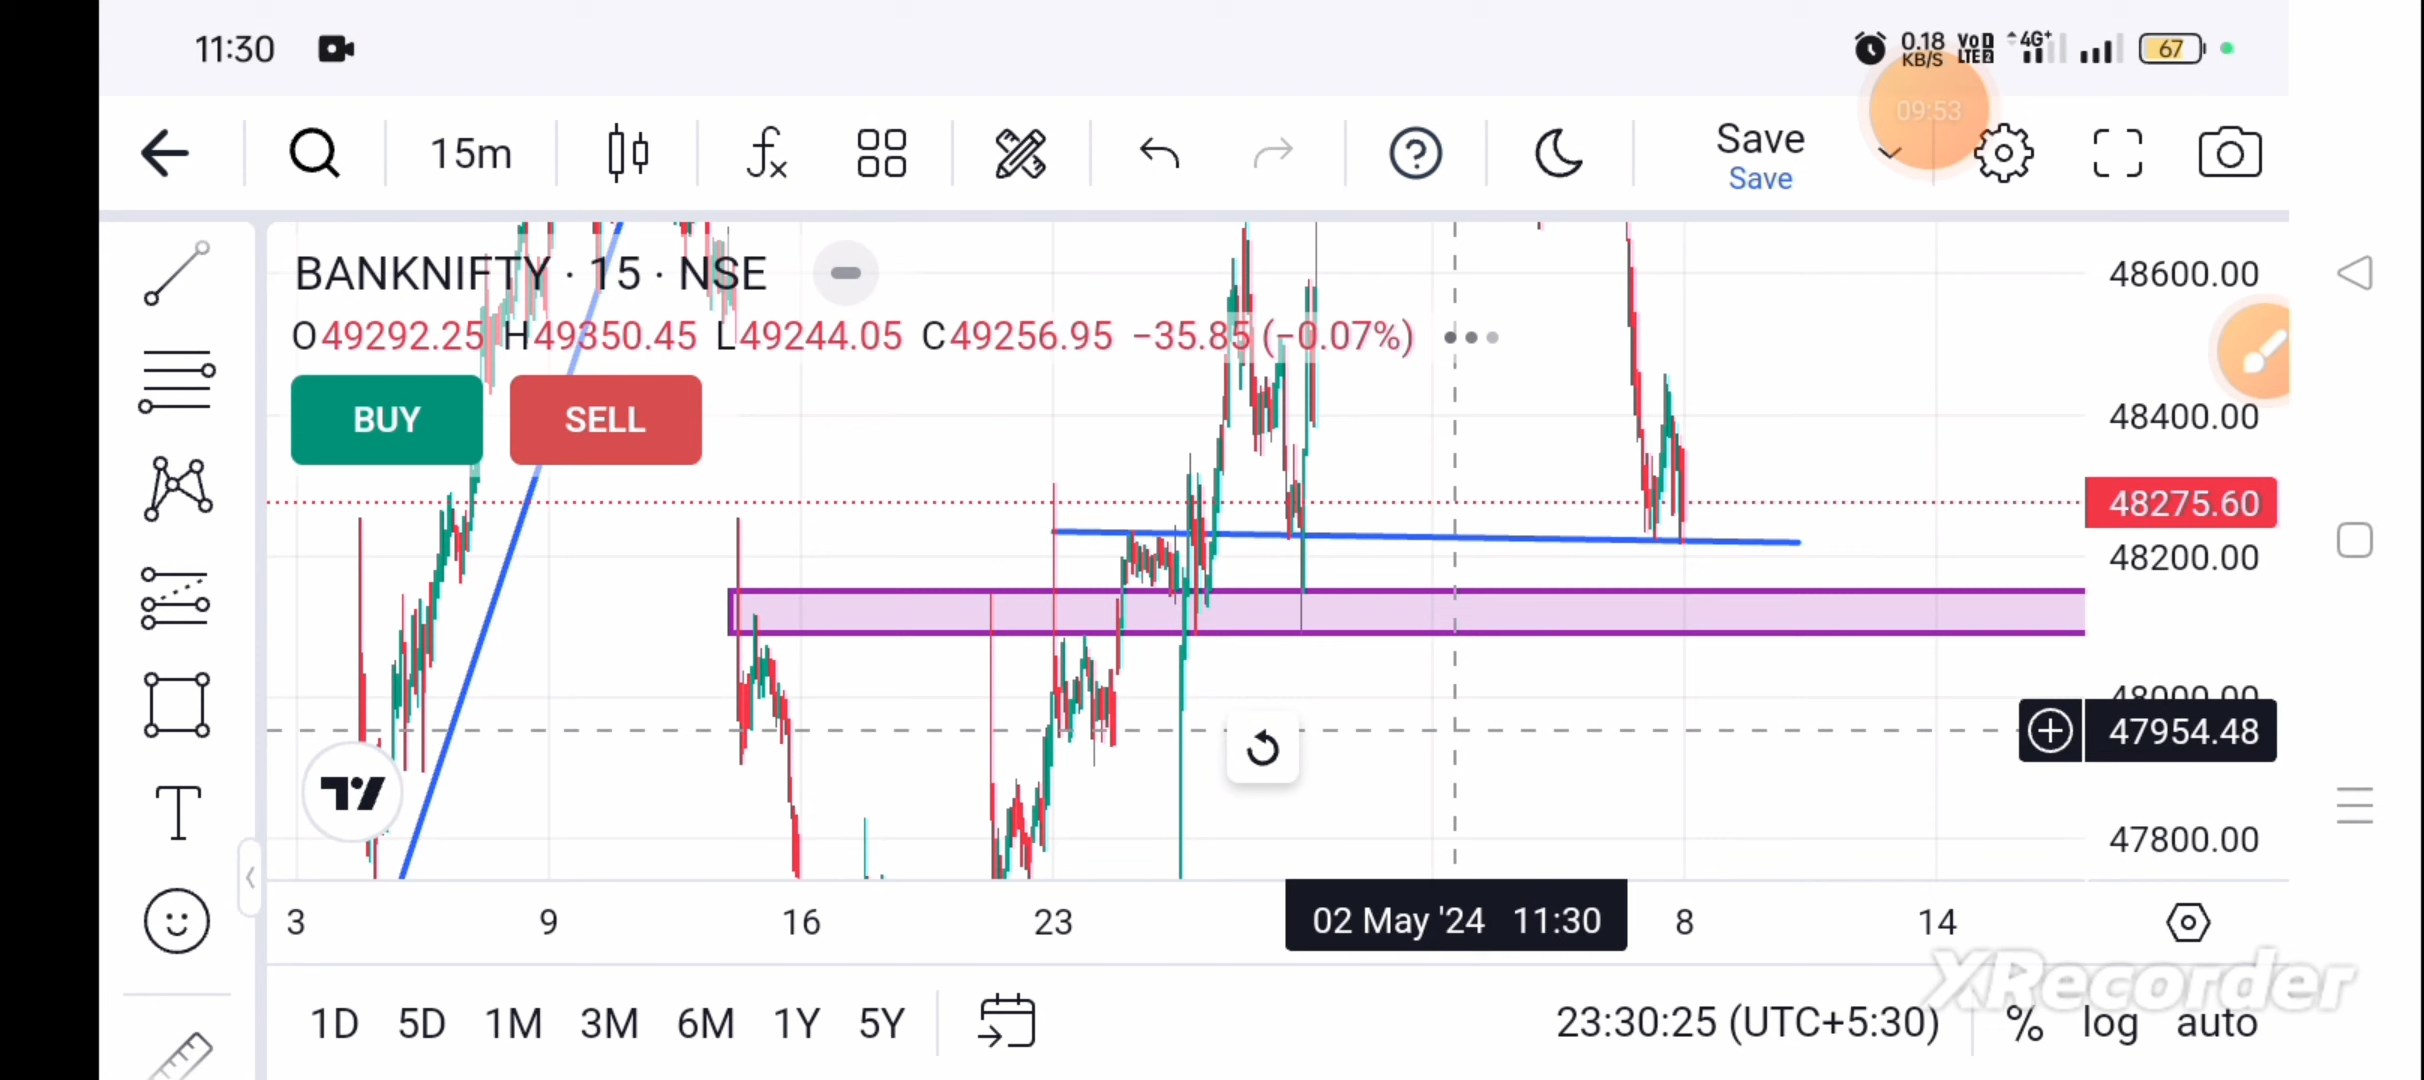 11:30
0.18 KB/S
VoD LTE 2
4G+
67
09:53
15m
Save
Save
BANKNIFTY · 15 · NSE
O49292.25 H49350.45 L49244.05 C49256.95 −35.85 (−0.07%)
BUY
SELL
48600.00
48400.00
48275.60
48200.00
48000.00
47954.48
47800.00
3 9 16 23 02 May '24 11:30 8 14
XRecorder
1D 5D 1M 3M 6M 1Y 5Y 23:30:25 (UTC+5:30) % log auto